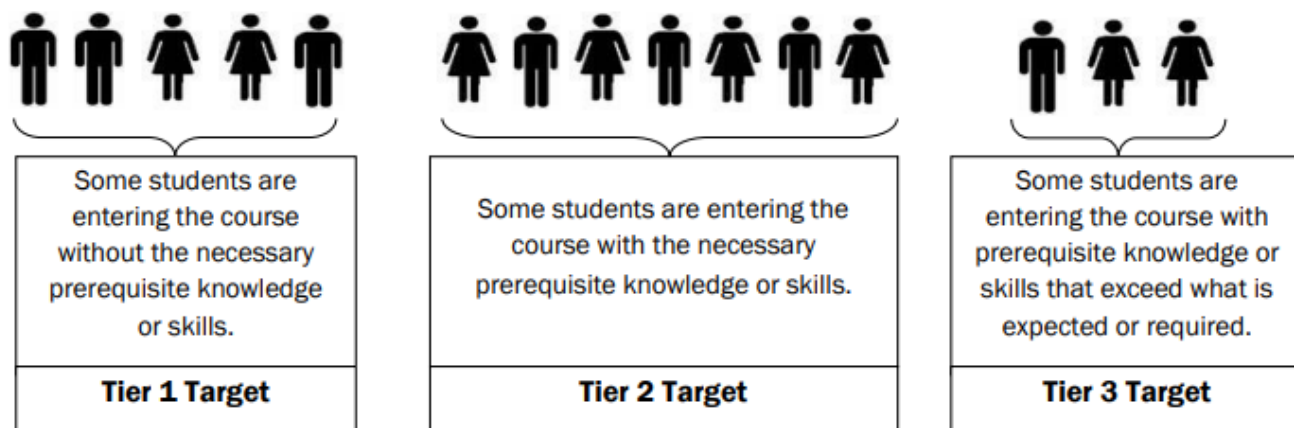 Some students are
entering the course
without the necessary
prerequisite knowledge
or skills.
Tier 1 Target
Some students are entering the
course with the necessary
prerequisite knowledge or skills.
Tier 2 Target
Some students are
entering the course with
prerequisite knowledge or
skills that exceed what is
expected or required.
Tier 3 Target